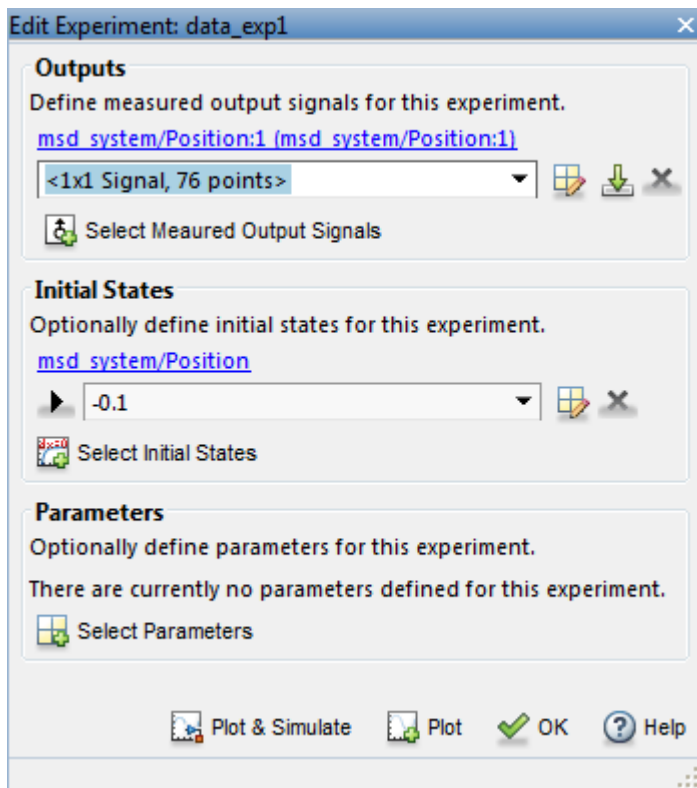 Edit Experiment: data_exp1
Outputs
Define measured output signals for this experiment.
msd_system/Position:1 (msd_system/Position:1)
<1x1 Signal, 76 points>
Select Meaured Output Signals
Initial States
Optionally define initial states for this experiment.
msd_system/Position
-0.1
Select Initial States
Parameters
Optionally define parameters for this experiment.
There are currently no parameters defined for this experiment.
Select Parameters
Plot & Simulate Plot OK Help